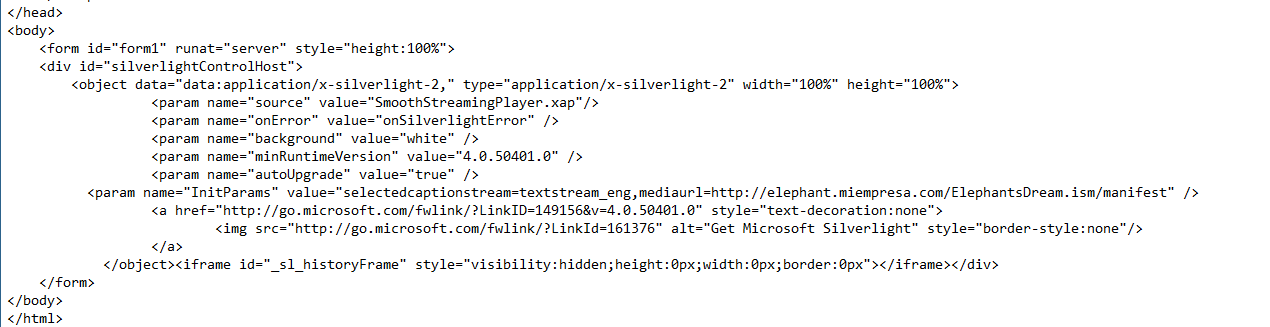 </head>
<body>
    <form id="form1" runat="server" style="height:100%">
    <div id="silverlightControlHost">
        <object data="data:application/x-silverlight-2," type="application/x-silverlight-2" width="100%" height="100%">
                  <param name="source" value="SmoothStreamingPlayer.xap"/>
                  <param name="onError" value="onSilverlightError" />
                  <param name="background" value="white" />
                  <param name="minRuntimeVersion" value="4.0.50401.0" />
                  <param name="autoUpgrade" value="true" />
          <param name="InitParams" value="selectedcaptionstream=textstream_eng,mediaurl=http://elephant.miempresa.com/ElephantsDream.ism/manifest" />
                  <a href="http://go.microsoft.com/fwlink/?LinkID=149156&v=4.0.50401.0" style="text-decoration:none">
                          <img src="http://go.microsoft.com/fwlink/?LinkId=161376" alt="Get Microsoft Silverlight" style="border-style:none"/>
                  </a>
            </object><iframe id="_sl_historyFrame" style="visibility:hidden;height:0px;width:0px;border:0px"></iframe></div>
    </form>
</body>
</html>